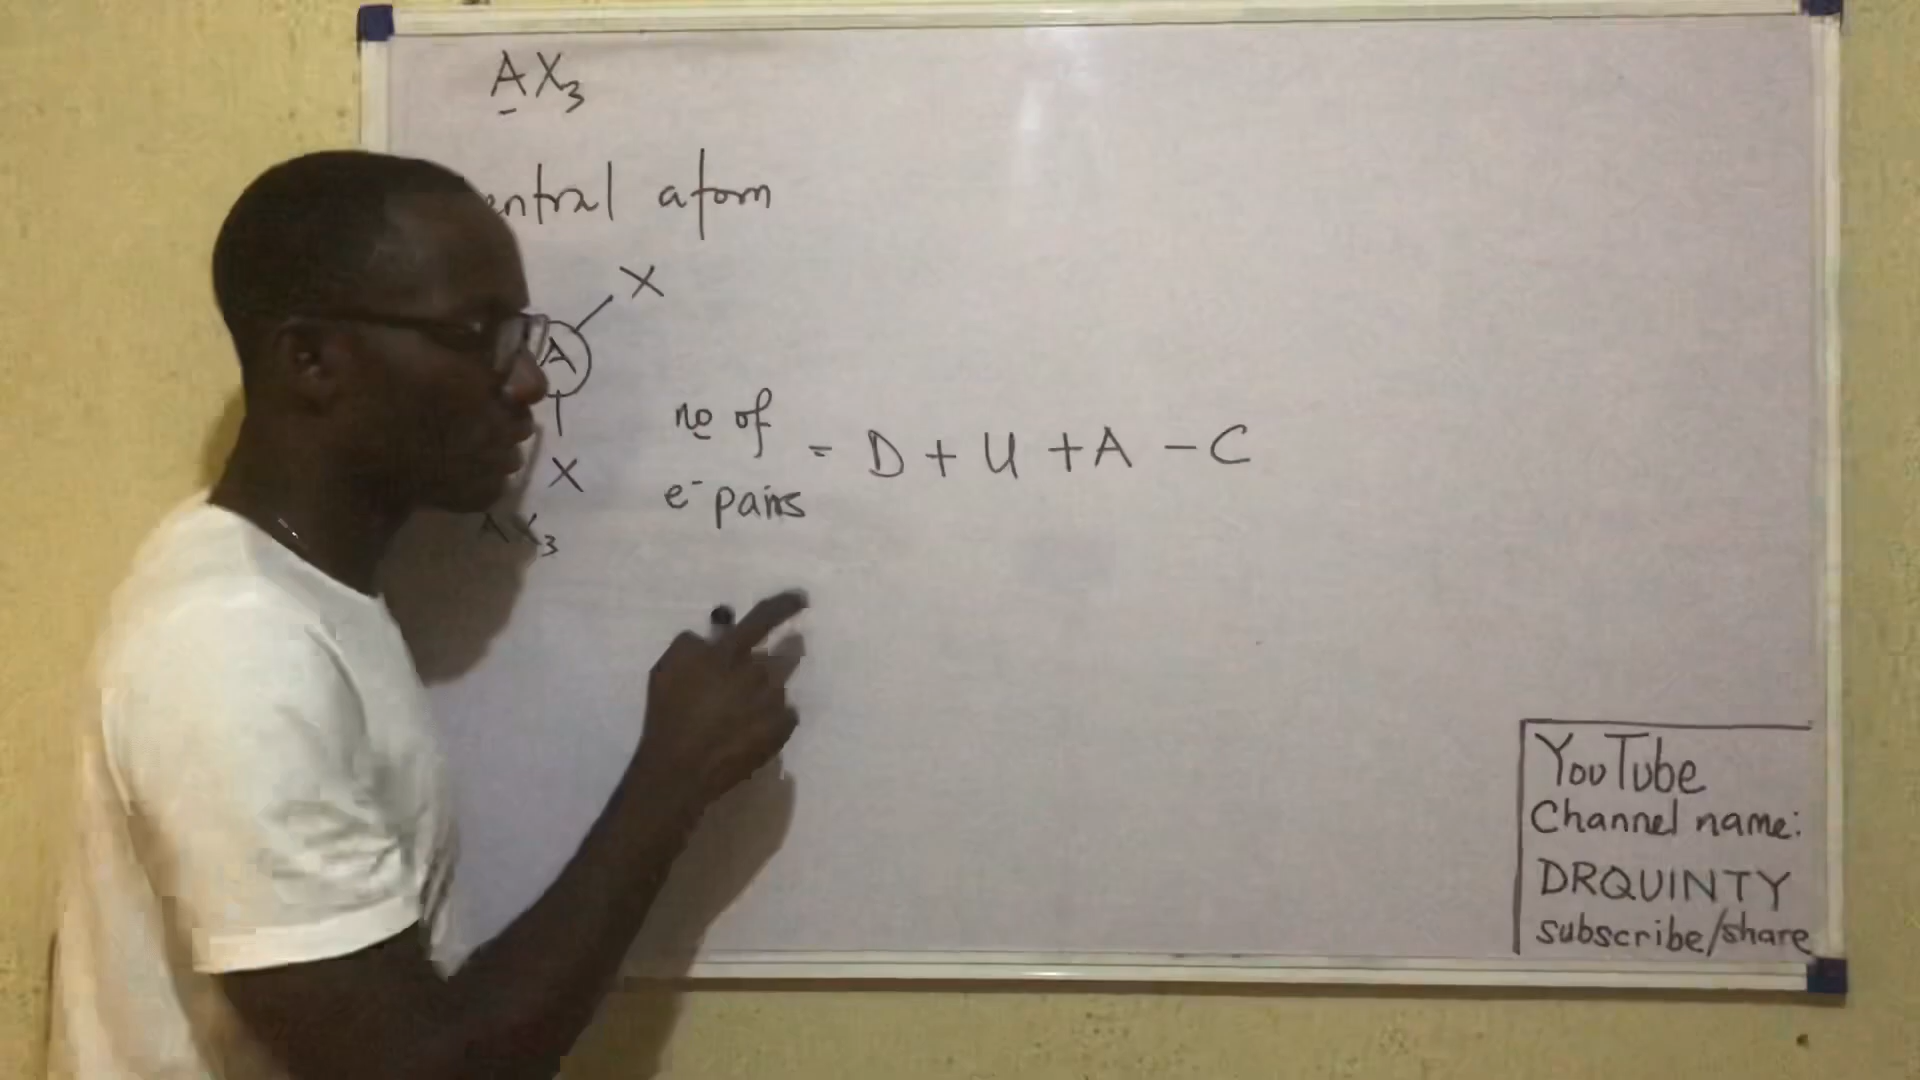 AX3
entral atom
X
A
X
AX3
no of
e- pairs
= D + U + A - C
YouTube
Channel name:
DRQUINTY
subscribe/share